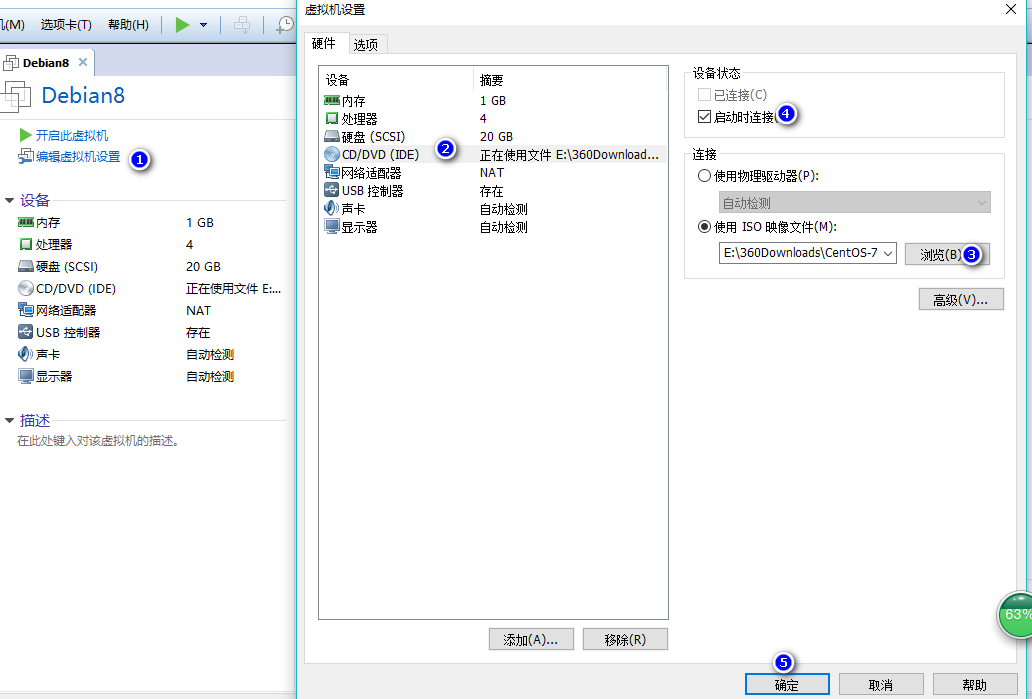 虚拟机设置
机(M) 选项卡(T) 帮助(H)
Debian8
Debian8
开启此虚拟机
编辑虚拟机设置 1
设备
内存 1 GB
处理器 4
硬盘 (SCSI) 20 GB
CD/DVD (IDE) 正在使用文件 E:...
网络适配器 NAT
USB 控制器 存在
声卡 自动检测
显示器 自动检测
描述
在此处键入对该虚拟机的描述。
硬件 选项
设备 摘要
内存 1 GB
处理器 4
硬盘 (SCSI) 20 GB
CD/DVD (IDE) 2 正在使用文件 E:\360Download...
网络适配器 NAT
USB 控制器 存在
声卡 自动检测
显示器 自动检测
添加(A)... 移除(R)
设备状态
已连接(C)
启动时连接 4
连接
使用物理驱动器(P):
自动检测
使用 ISO 映像文件(M):
E:\360Downloads\CentOS-7 浏览(B) 3
高级(V)...
63%
5
确定 取消 帮助